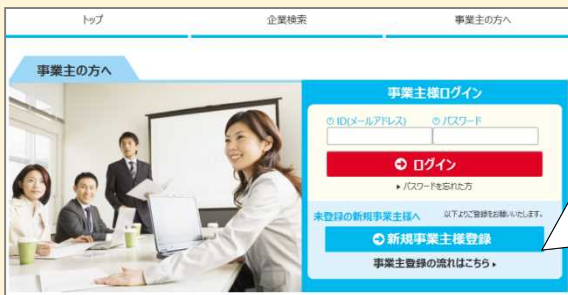 トップ
企業検索
事業主の方へ
事業主の方へ
事業主様ログイン
ID(メールアドレス)
パスワード
ログイン
パスワードを忘れた方
未登録の新規事業主様へ
以下よりご登録をお願いいたします。
新規事業主様登録
事業主登録の流れはこちら